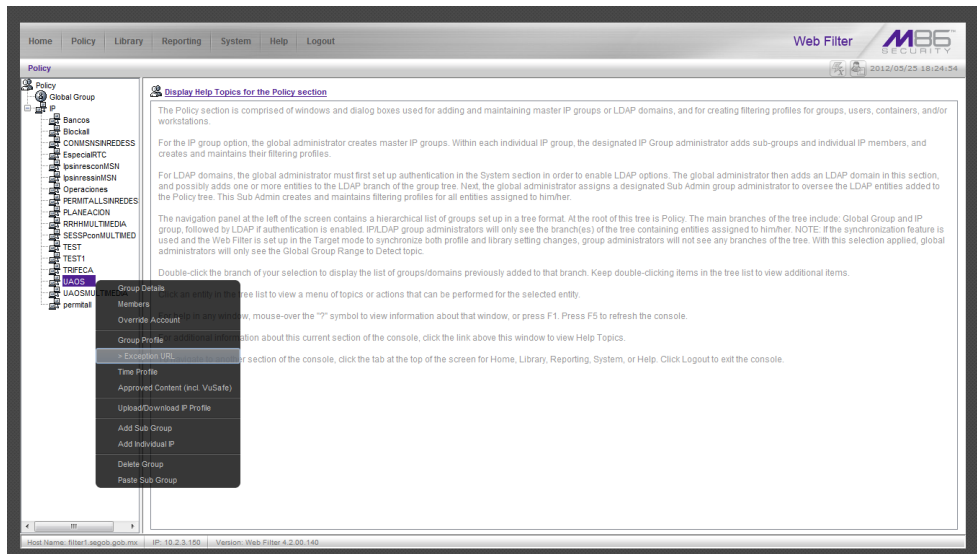 Home Policy Library Reporting System Help Logout
Web Filter
M86
SECURITY
Policy
2012/05/25 18:24:54
Policy
Global Group
IP
Bancos
Blockall
CONMSNSINREDESS
EspecialRTC
IpsinresconMSN
IpsinressinMSN
Operaciones
PERMITALLSINREDES
PLANEACION
RRHHMULTIMEDIA
SESSPconMULTIMED
TEST
TEST1
TRIFECA
UAOS
UAOSMULTIMEDIA
permitall
Group Details
Members
Override Account
Group Profile
» Exception URL
Time Profile
Approved Content (incl. VuSafe)
Upload/Download IP Profile
Add Sub Group
Add Individual IP
Delete Group
Paste Sub Group
Display Help Topics for the Policy section
The Policy section is comprised of windows and dialog boxes used for adding and maintaining master IP groups or LDAP domains, and for creating filtering profiles for groups, users, containers, and/or
workstations.
For the IP group option, the global administrator creates master IP groups. Within each individual IP group, the designated IP Group administrator adds sub-groups and individual IP members, and
creates and maintains their filtering profiles.
For LDAP domains, the global administrator must first set up authentication in the System section in order to enable LDAP options. The global administrator then adds an LDAP domain in this section,
and possibly adds one or more entities to the LDAP branch of the group tree. Next, the global administrator assigns a designated Sub Admin group administrator to oversee the LDAP entities added to
the Policy tree. This Sub Admin creates and maintains filtering profiles for all entities assigned to him/her.
The navigation panel at the left of the screen contains a hierarchical list of groups set up in a tree format. At the root of this tree is Policy. The main branches of the tree include: Global Group and IP
group, followed by LDAP if authentication is enabled. IP/LDAP group administrators will only see the branch(es) of the tree containing entities assigned to him/her. NOTE: If the synchronization feature is
used and the Web Filter is set up in the Target mode to synchronize both profile and library setting changes, group administrators will not see any branches of the tree. With this selection applied, global
administrators will only see the Global Group Range to Detect topic.
Double-click the branch of your selection to display the list of groups/domains previously added to that branch. Keep double-clicking items in the tree list to view additional items.
Click an entity in the tree list to view a menu of topics or actions that can be performed for the selected entity.
For help in any window, mouse-over the "?" symbol to view information about that window, or press F1. Press F5 to refresh the console.
For additional information about this current section of the console, click the link above this window to view Help Topics.
section of the console, click the tab at the top of the screen for Home, Library, Reporting, System, or Help. Click Logout to exit the console.
Host Name: filter1.segob.gob.mx IP: 10.2.3.150 Version: Web Filter 4.2.00.140